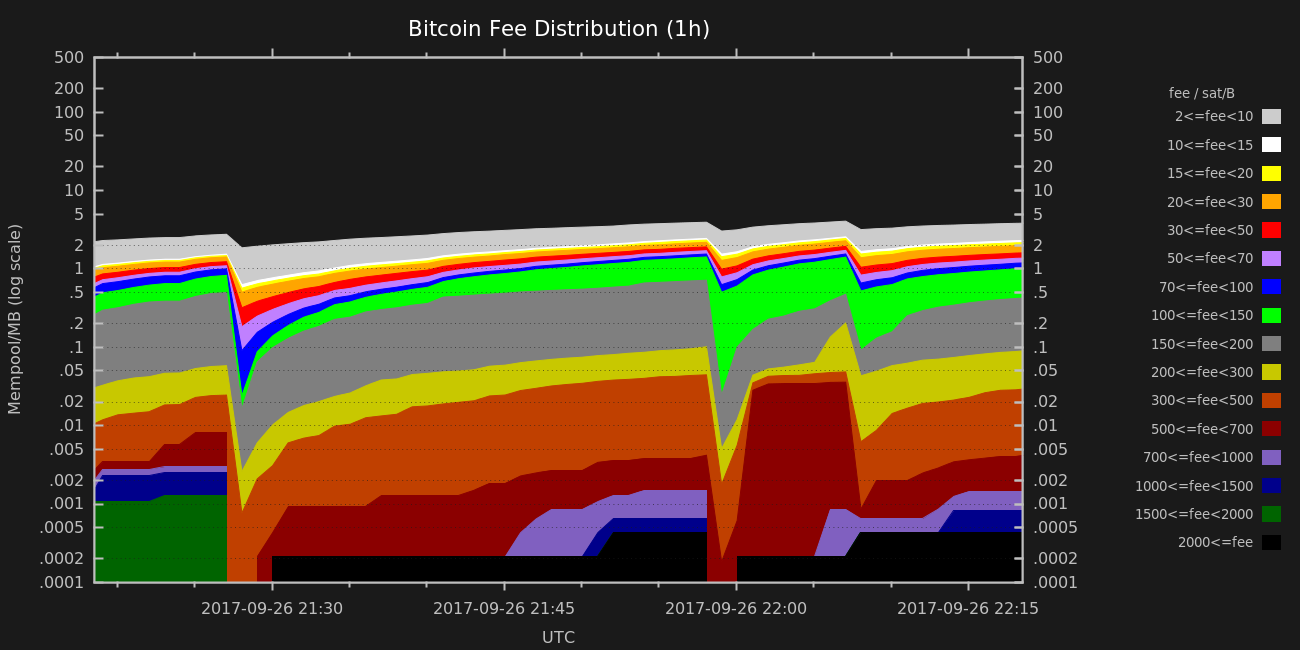 Bitcoin Fee Distribution (1h)
Mempool/MB (log scale)
500
200
100
50
20
10
5
2
1
.5
.2
.1
.05
.02
.01
.005
.002
.001
.0005
.0002
.0001
500
200
100
50
20
10
5
2
1
.5
.2
.1
.05
.02
.01
.005
.002
.001
.0005
.0002
.0001
2017-09-26 21:30
2017-09-26 21:45
2017-09-26 22:00
2017-09-26 22:15
UTC
fee / sat/B
2<=fee<10
10<=fee<15
15<=fee<20
20<=fee<30
30<=fee<50
50<=fee<70
70<=fee<100
100<=fee<150
150<=fee<200
200<=fee<300
300<=fee<500
500<=fee<700
700<=fee<1000
1000<=fee<1500
1500<=fee<2000
2000<=fee